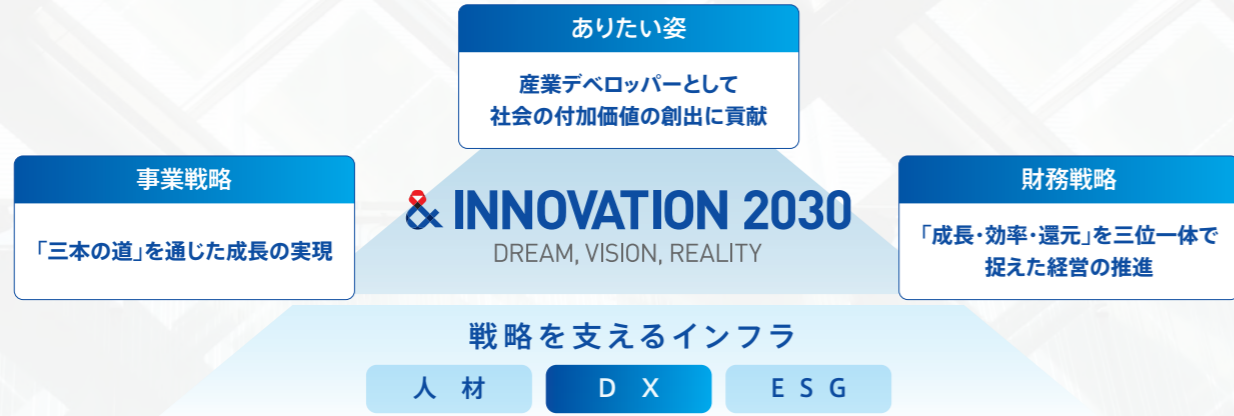 ありたい姿
産業デベロッパーとして
社会の付加価値の創出に貢献
事業戦略
「三本の道」を通じた成長の実現
& INNOVATION 2030
DREAM, VISION, REALITY
財務戦略
「成長・効率・還元」を三位一体で
捉えた経営の推進
戦略を支えるインフラ
人材
DX
ESG